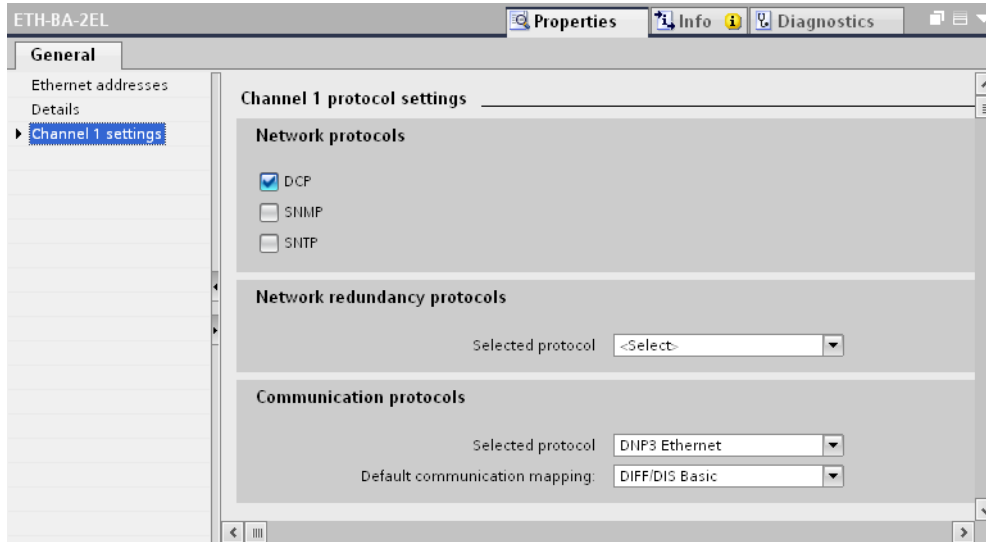 ETH-BA-2EL
Properties
Info
Diagnostics
General
Ethernet addresses
Details
Channel 1 settings
Channel 1 protocol settings
Network protocols
DCP
SNMP
SNTP
Network redundancy protocols
Selected protocol <Select>
Communication protocols
Selected protocol DNP3 Ethernet
Default communication mapping: DIFF/DIS Basic